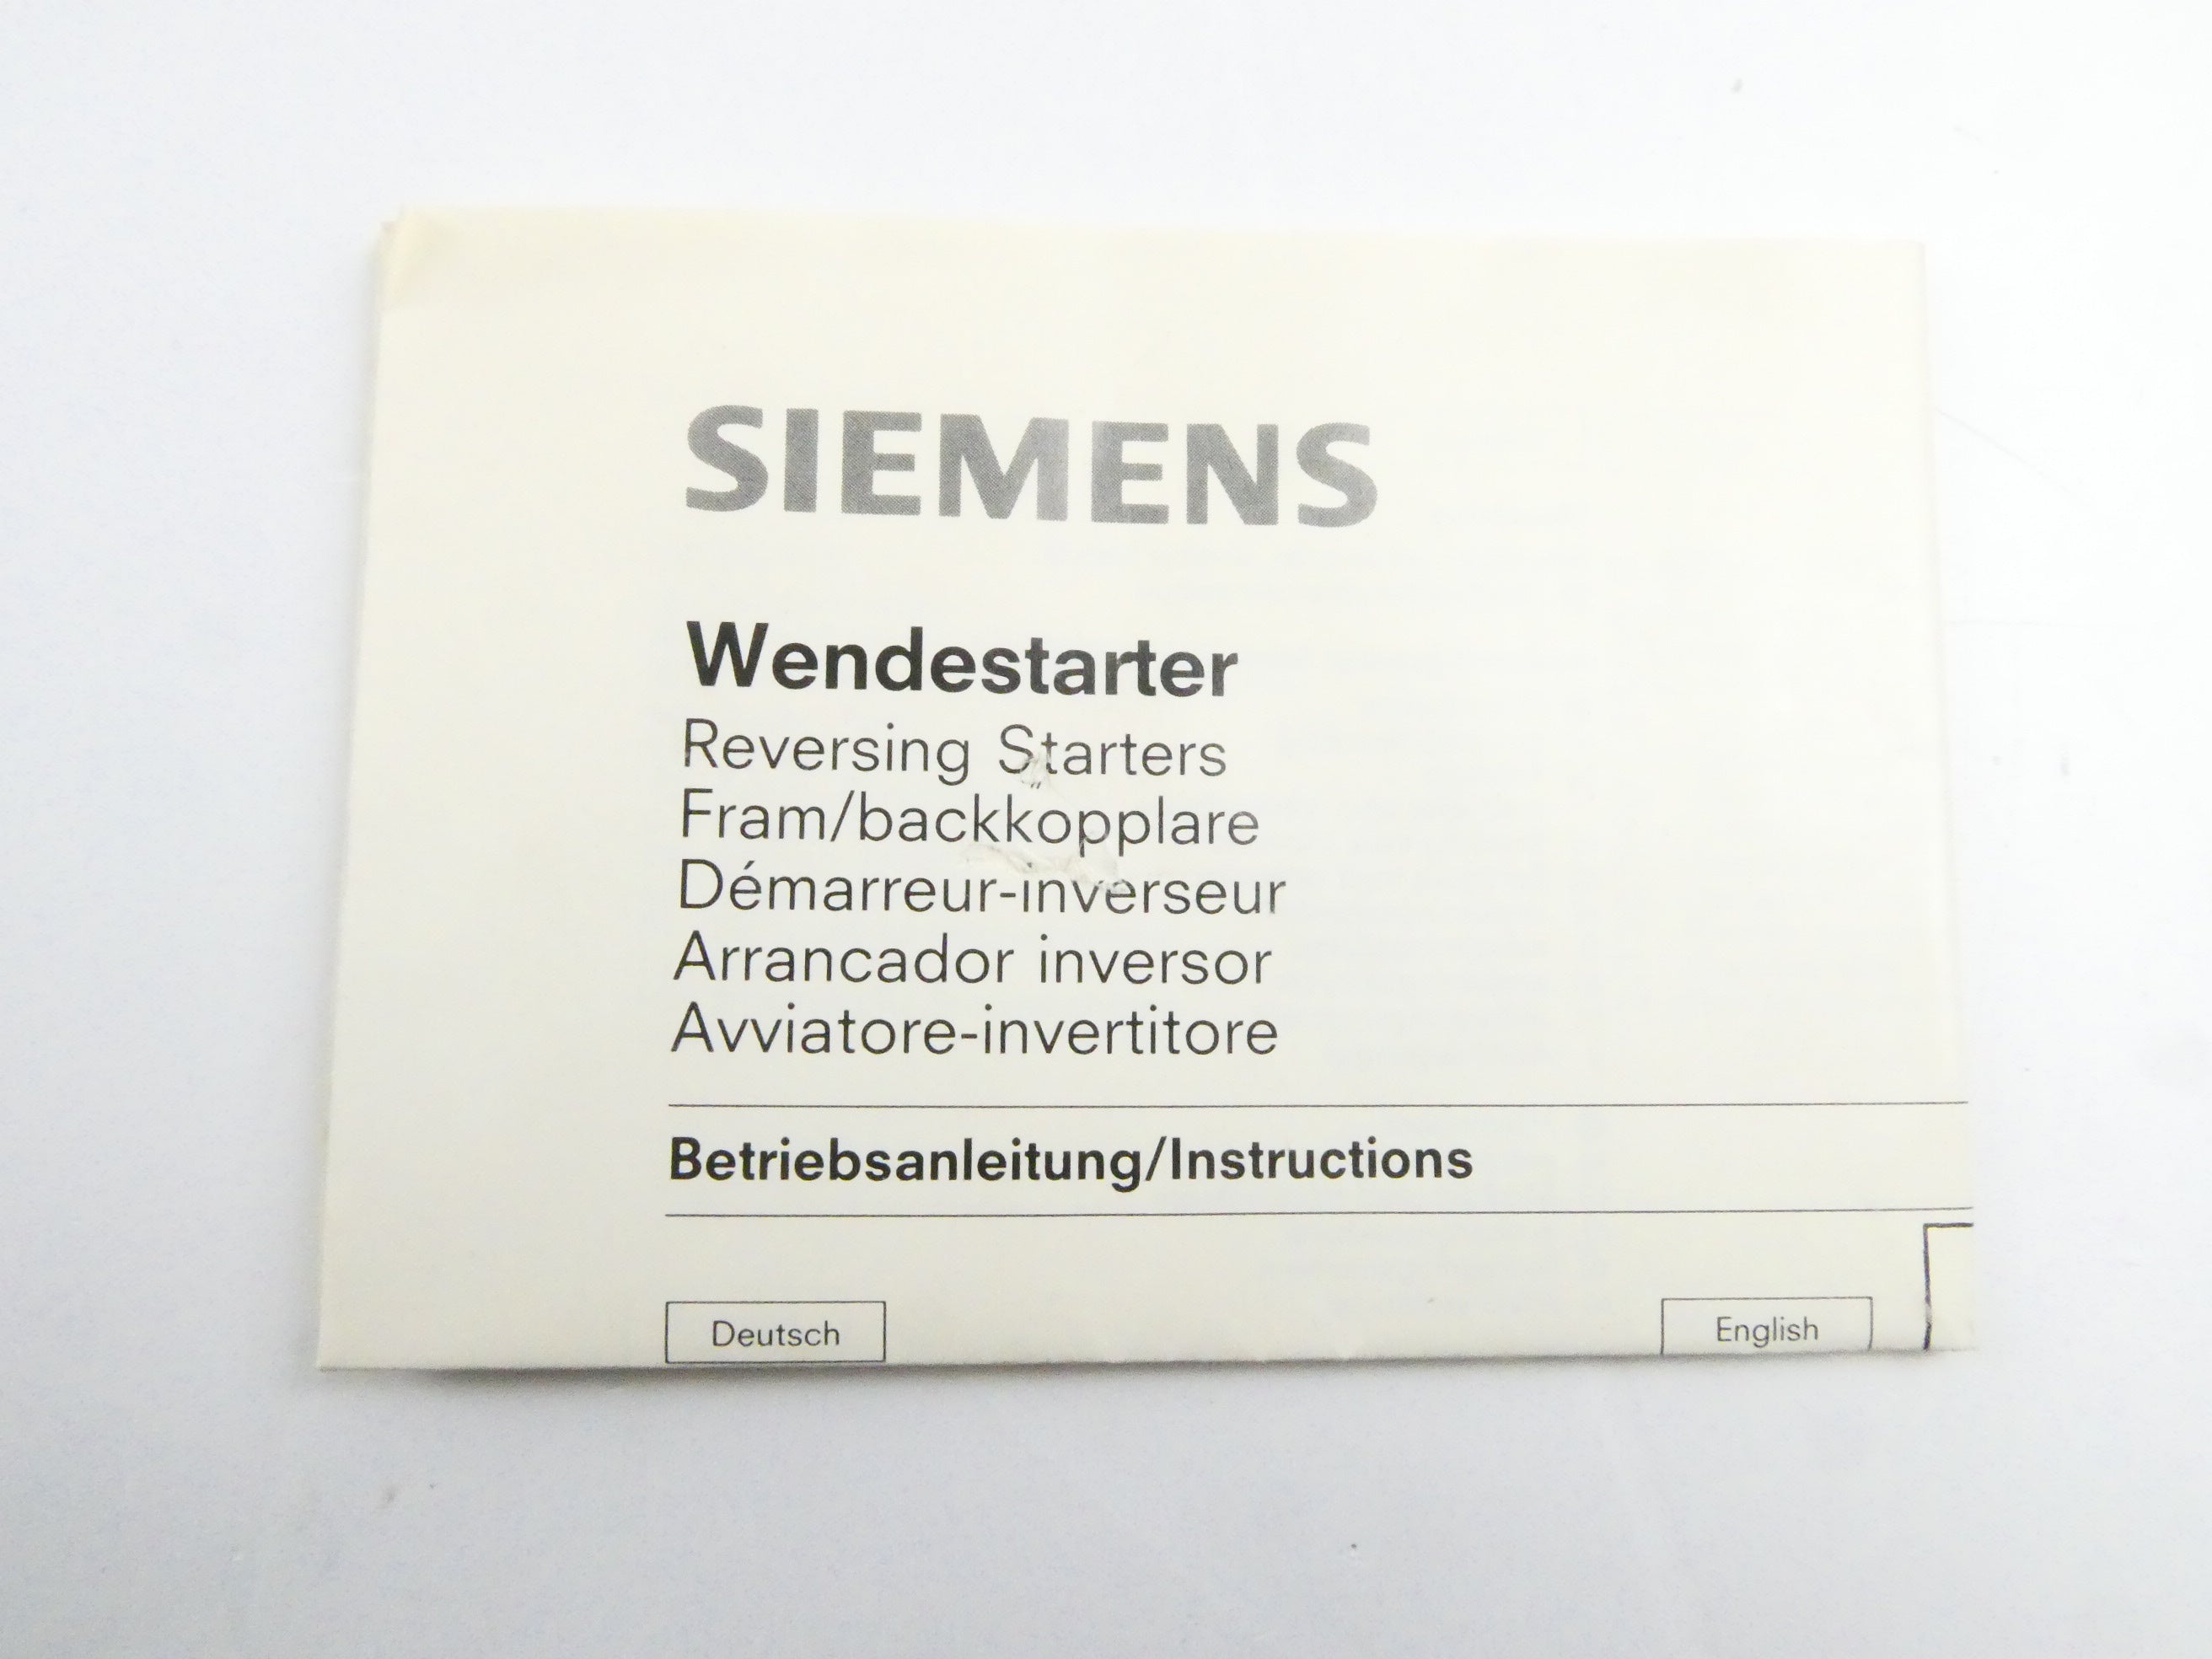 SIEMENS
Wendestarter
Reversing Starters
Fram/backkopplare
Démarreur-inverseur
Arrancador inversor
Avviatore-invertitore
Betriebsanleitung/Instructions
Deutsch
English